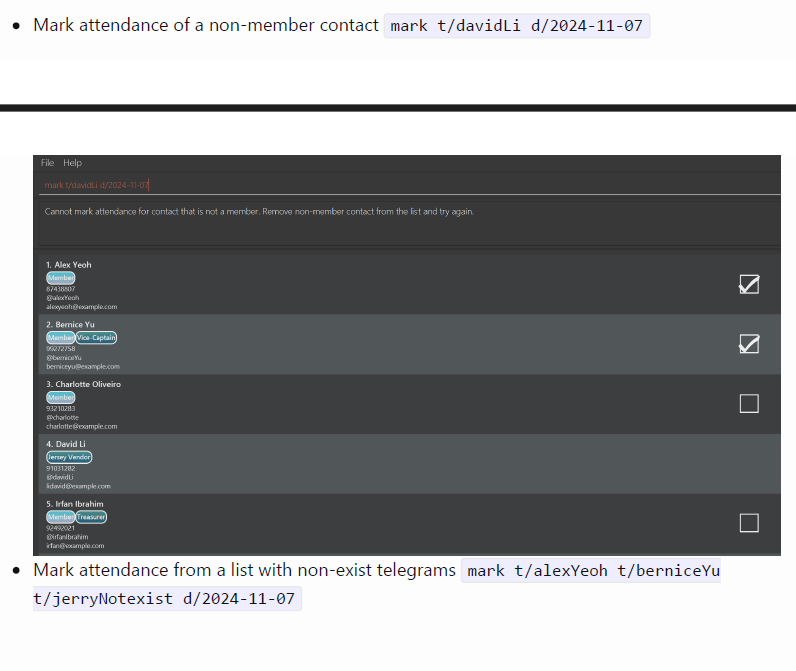 Mark attendance of a non-member contact mark t/davidLi d/2024-11-07
File Help
mark t/davidLi d/2024-11-07
Cannot mark attendance for contact that is not a member. Remove non-member contact from the list and try again.
1. Alex Yeoh
Member
87438807
@alexYeoh
alexyeoh@example.com
2. Bernice Yu
Member Vice-Captain
99272758
@berniceYu
berniceyu@example.com
3. Charlotte Oliveiro
Member
93210283
@charlotte
charlotte@example.com
4. David Li
Jersey Vendor
91031282
@davidLi
lidavid@example.com
5. Irfan Ibrahim
Member Treasurer
92492021
@irfanIbrahim
irfan@example.com
Mark attendance from a list with non-exist telegrams mark t/alexYeoh t/berniceYu
t/jerryNotexist d/2024-11-07